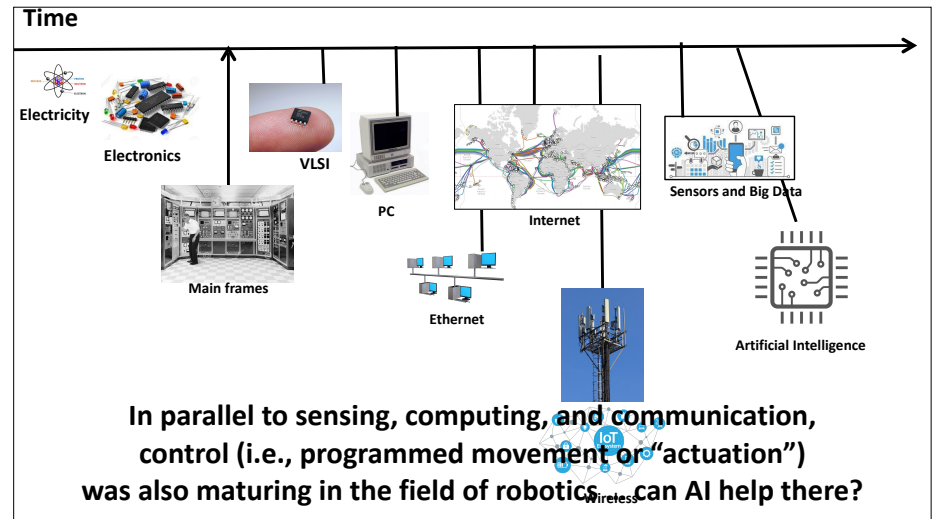 Time
Electricity
Electronics
VLSI
Main frames
PC
Internet
Ethernet
Sensors and Big Data
Artificial Intelligence
IoT
In parallel to sensing, computing, and communication,
control (i.e., programmed movement or “actuation”)
was also maturing in the field of robotics … can AI help there?
Wireless